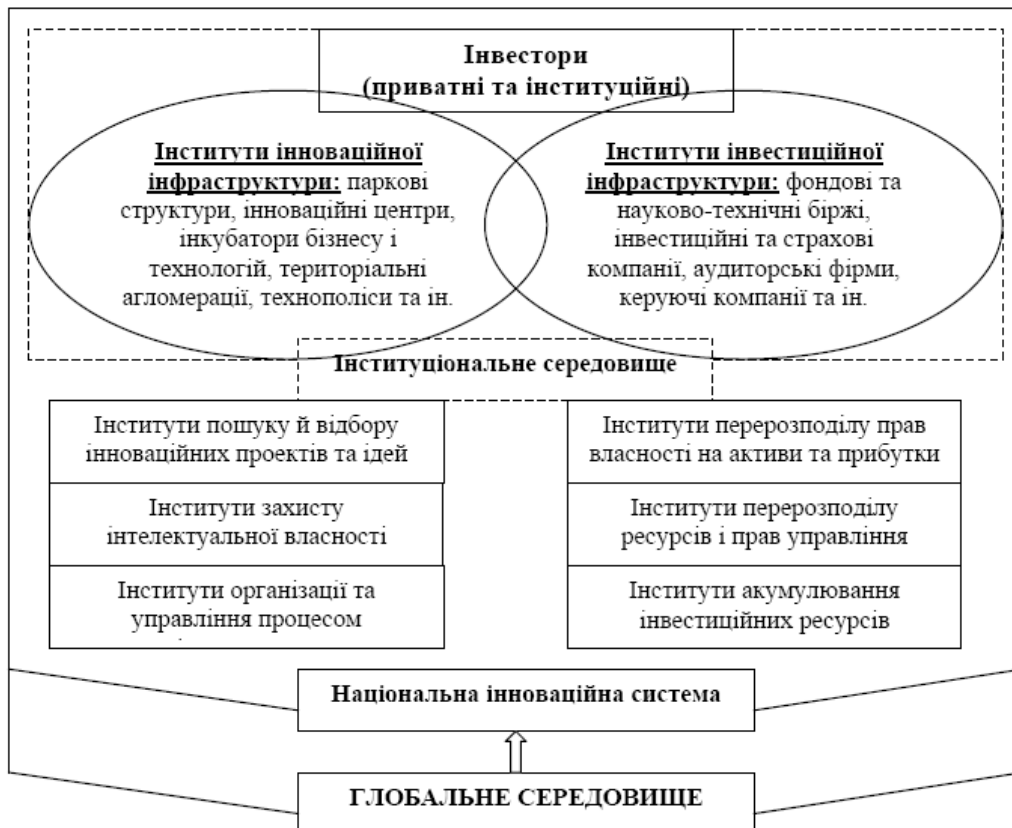 Інвестори
(приватні та інституційні)
Інститути інноваційної
інфраструктури: паркові
структури, інноваційні центри,
інкубатори бізнесу і
технологій, територіальні
агломерації, технополіси та ін.
Інститути інвестиційної
інфраструктури: фондові та
науково-технічні біржі,
інвестиційні та страхові
компанії, аудиторські фірми,
керуючі компанії та ін.
Інституціональне середовище
Інститути пошуку й відбору
інноваційних проектів та ідей
Інститути захисту
інтелектуальної власності
Інститути організації та
управління процесом
Інститути перерозподілу прав
власності на активи та прибутки
Інститути перерозподілу
ресурсів і прав управління
Інститути акумулювання
інвестиційних ресурсів
Національна інноваційна система
ГЛОБАЛЬНЕ СЕРЕДОВИЩЕ